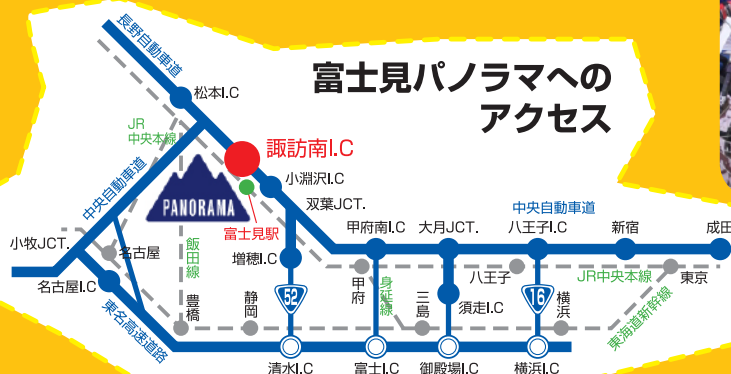 富士見パノラマへの
アクセス
長野自動車道
松本I.C
JR
中央本線
諏訪南I.C
小淵沢I.C
中央自動車道
PANORAMA
富士見駅
双葉JCT.
甲府南I.C
大月JCT.
中央自動車道
八王子I.C
新宿
成田
小牧JCT.
名古屋
飯田線
増穂I.C
甲府
身延線
八王子
JR中央本線
東京
名古屋I.C
東名高速道路
豊橋
静岡
52
三島
須走I.C
16
横浜
東海道新幹線
清水I.C
富士I.C
御殿場I.C
横浜I.C